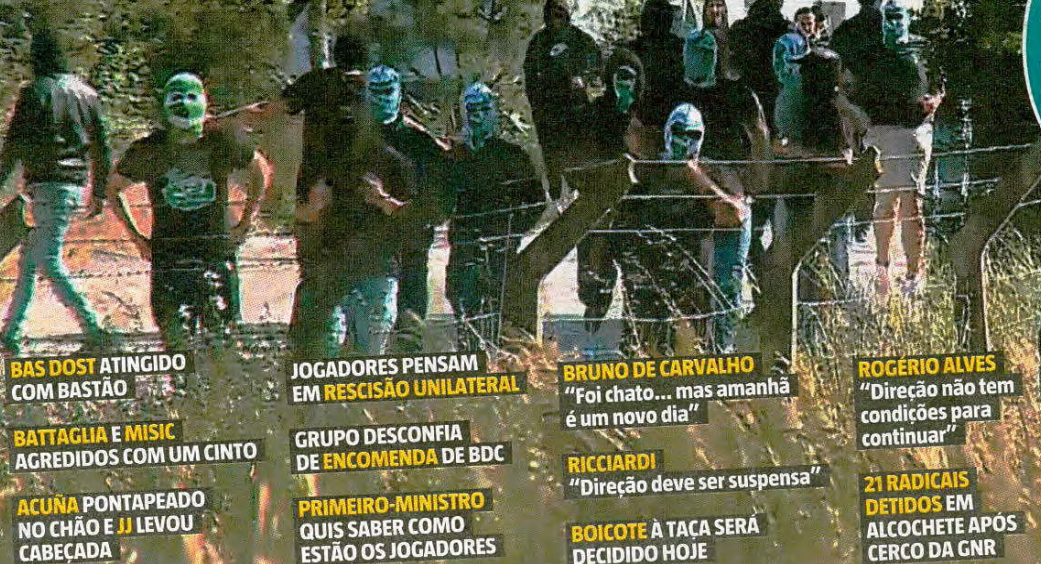 BAS DOST ATINGIDO
COM BASTÃO
BATTAGLIA E MISIC
AGREDIDOS COM UM CINTO
ACUÑA PONTAPEADO
NO CHÃO E JJ LEVOU
CABEÇADA
JOGADORES PENSAM
EM RESCISÃO UNILATERAL
GRUPO DESCONFIA
DE ENCOMENDA DE BDC
PRIMEIRO-MINISTRO
QUIS SABER COMO
ESTÃO OS JOGADORES
BRUNO DE CARVALHO
“Foi chato... mas amanhã
é um novo dia”
RICCIARDI
“Direção deve ser suspensa”
BOICOTE À TAÇA SERÁ
DECIDIDO HOJE
ROGÉRIO ALVES
“Direção não tem
condições para
continuar”
21 RADICAIS
DETIDOS EM
ALCOCHETE APÓS
CERCO DA GNR